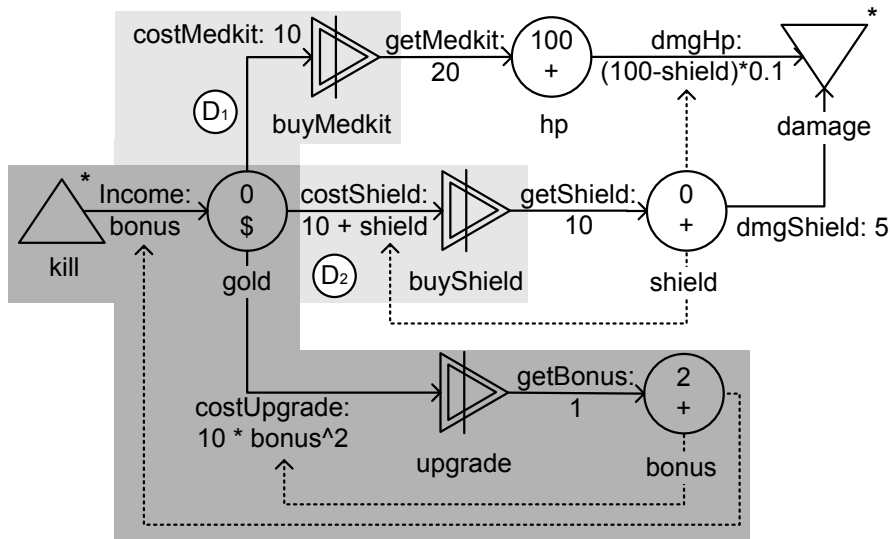 costMedkit: 10
getMedkit:
20
100
+
dmgHp:
(100-shield)*0.1
*
D1
buyMedkit
hp
damage
*
Income:
bonus
0
$
costShield:
10 + shield
getShield:
10
0
+
dmgShield: 5
kill
gold
D2
buyShield
shield
costUpgrade:
10 * bonus^2
getBonus:
1
2
+
upgrade
bonus